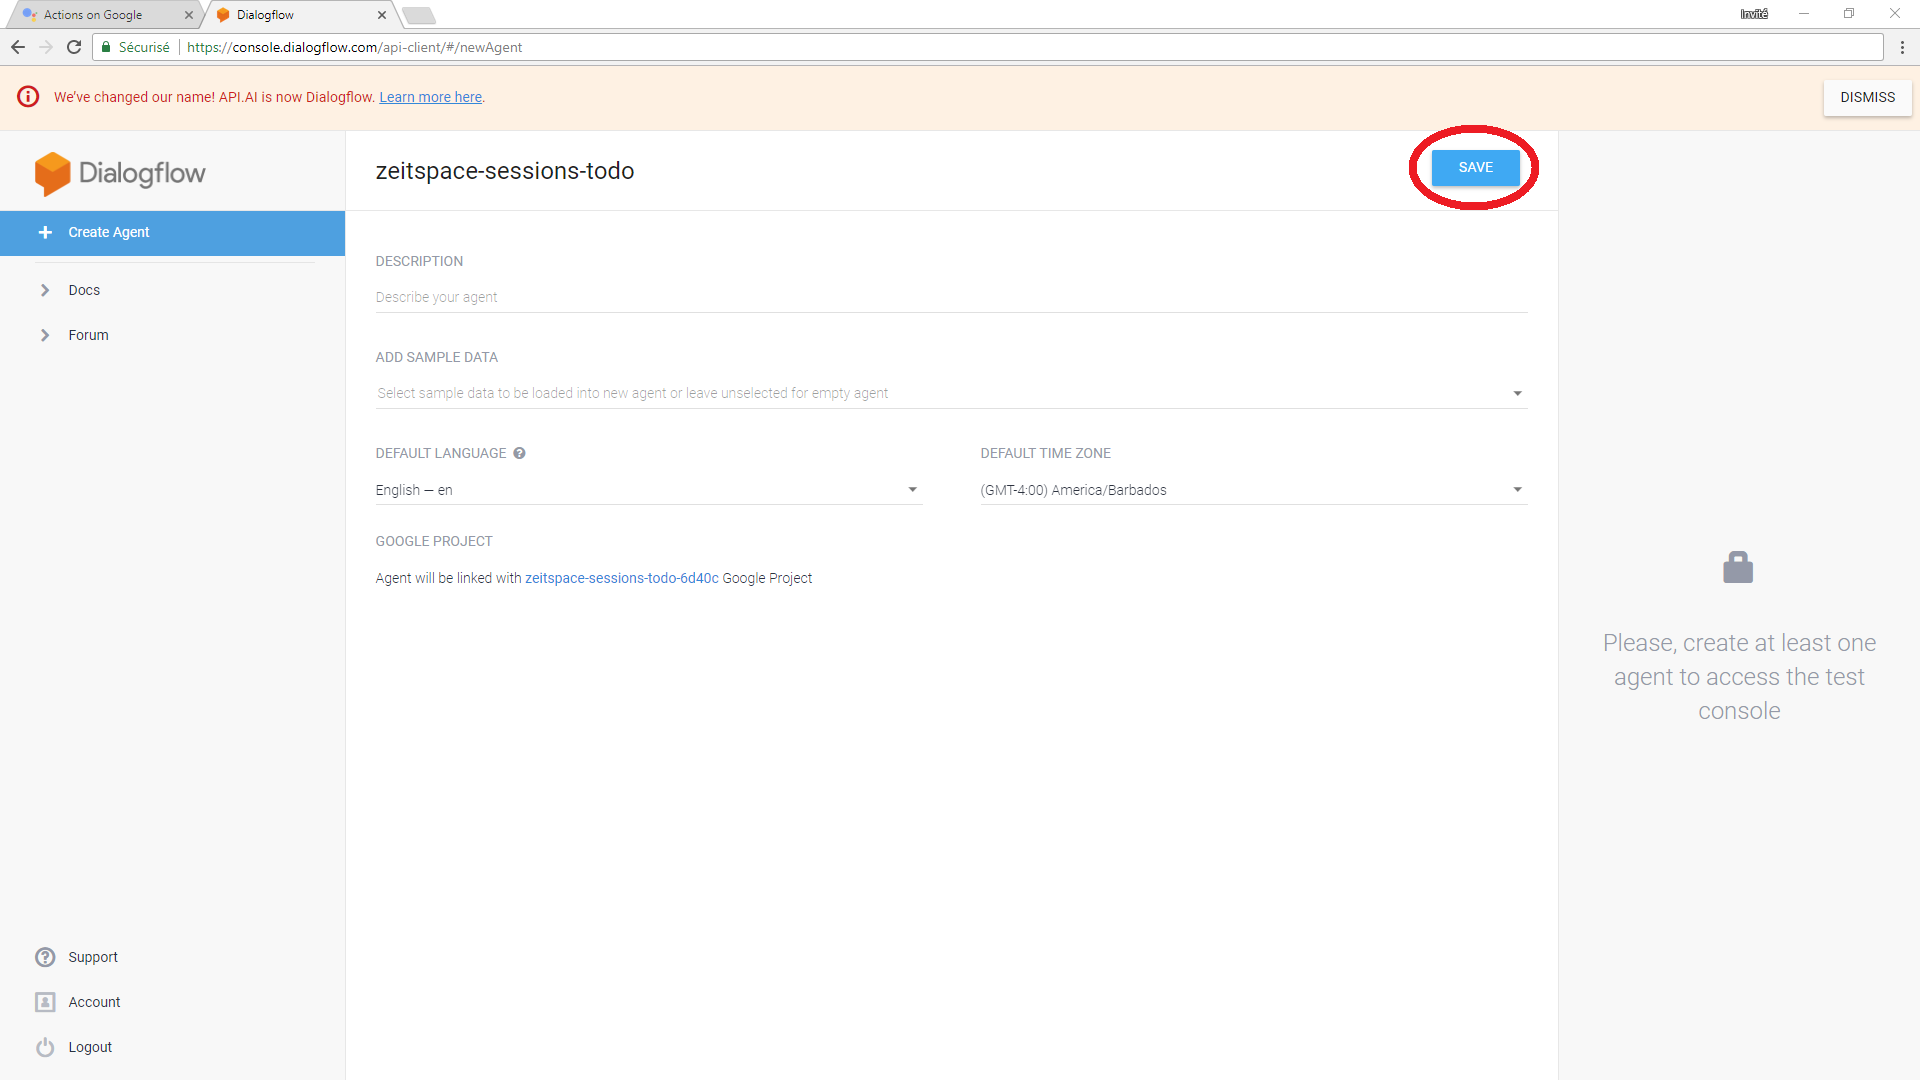 Actions on Google
Dialogflow
Invité
Sécurisé
https://console.dialogflow.com/api-client/#/newAgent
We've changed our name! API.AI is now Dialogflow. Learn more here.
DISMISS
Dialogflow
zeitspace-sessions-todo
SAVE
Create Agent
Docs
Forum
DESCRIPTION
Describe your agent
ADD SAMPLE DATA
Select sample data to be loaded into new agent or leave unselected for empty agent
DEFAULT LANGUAGE
English — en
DEFAULT TIME ZONE
(GMT-4:00) America/Barbados
GOOGLE PROJECT
Agent will be linked with zeitspace-sessions-todo-6d40c Google Project
Please, create at least one
agent to access the test
console
Support
Account
Logout